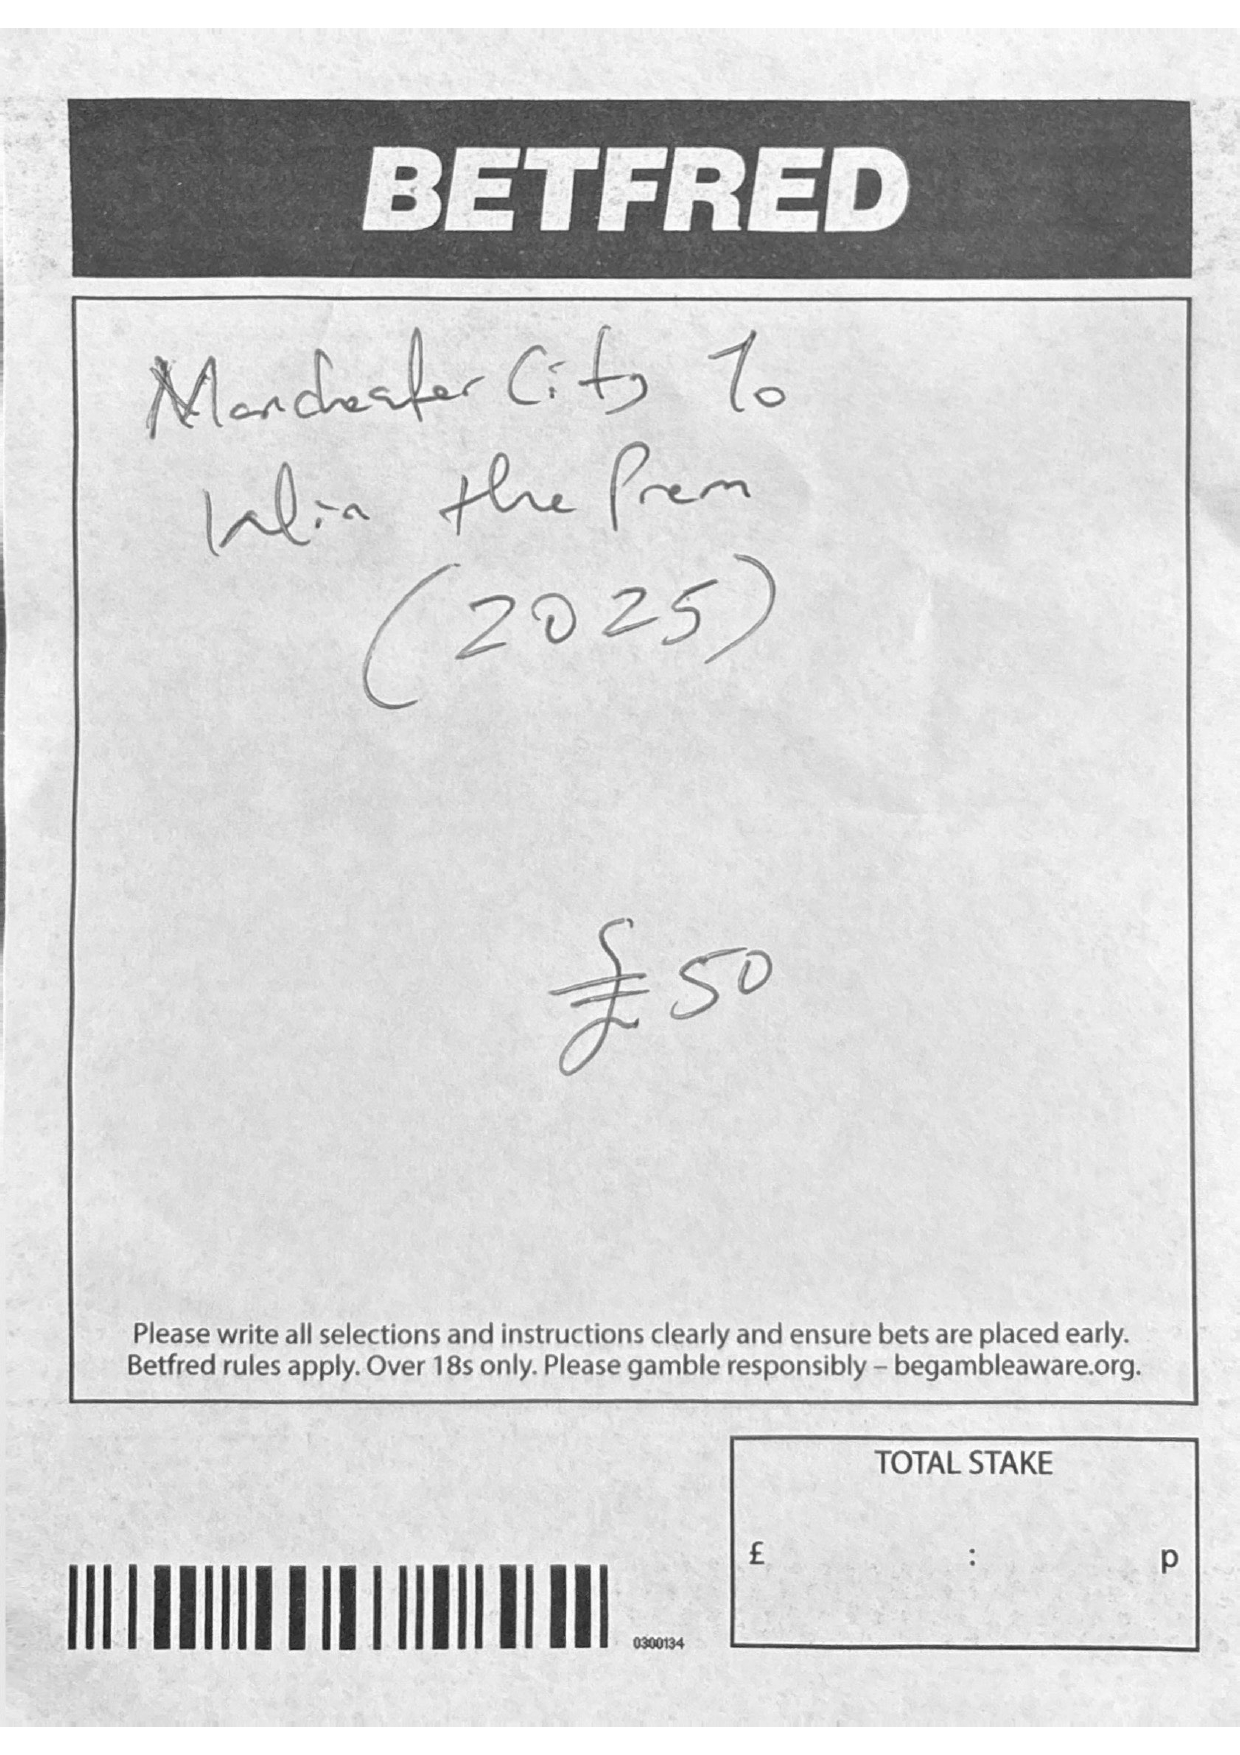 BETFRED
Manchester City To
Win the Prem
(2025)
£50
Please write all selections and instructions clearly and ensure bets are placed early.
Betfred rules apply. Over 18s only. Please gamble responsibly – begambleaware.org.
TOTAL STAKE
£ : p
0300134